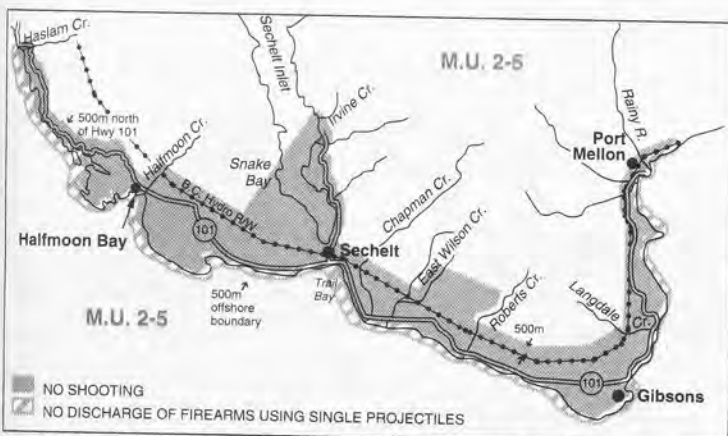 Haslam Cr.
M.U. 2-5
Sechelt Inlet
Irvine Cr.
Rainy R.
500m north
of Hwy 101
Halfmoon Cr.
Port
Mellon
Snake
Bay
B.C. Hydro R/W
Chapman Cr.
Halfmoon Bay
101
Sechelt
East Wilson Cr.
500m
offshore
boundary
Trail
Bay
Roberts Cr.
Langdale
Cr.
M.U. 2-5
500m
101
Gibsons
NO SHOOTING
NO DISCHARGE OF FIREARMS USING SINGLE PROJECTILES